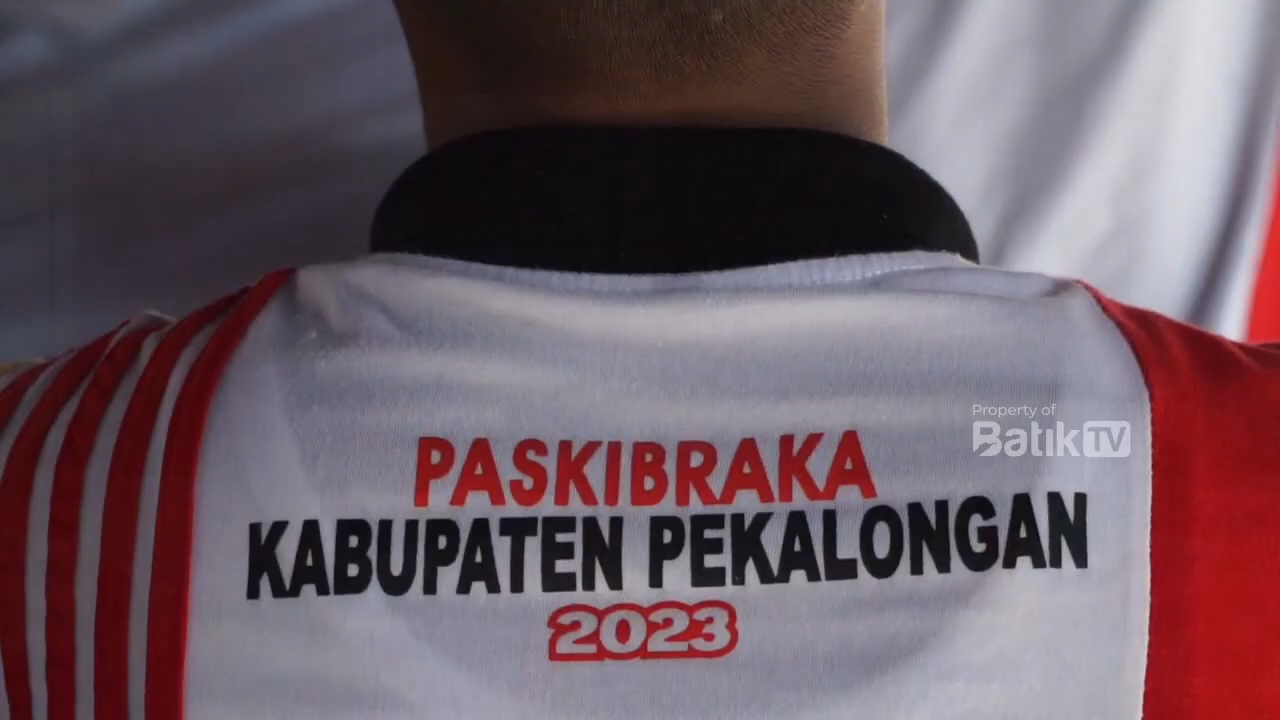 Property of
BatikTV
PASKIBRAKA
KABUPATEN PEKALONGAN
2023